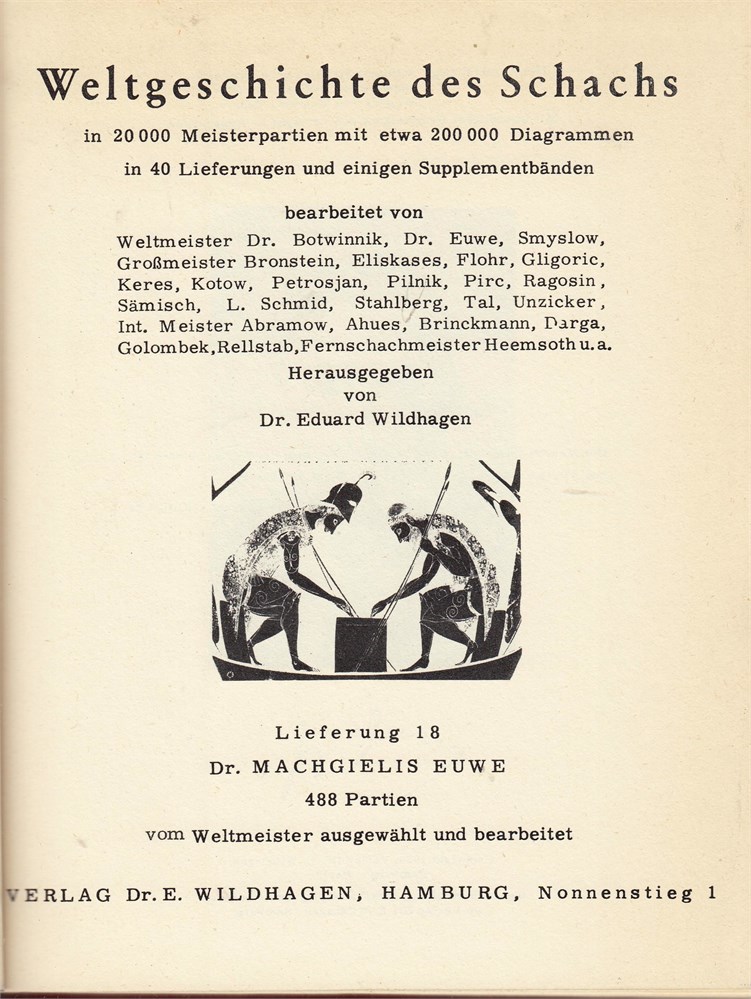 Weltgeschichte des Schachs
in 20 000 Meisterpartien mit etwa 200 000 Diagrammen
in 40 Lieferungen und einigen Supplementbänden
bearbeitet von
Weltmeister Dr. Botwinnik, Dr. Euwe, Smyslow,
Großmeister Bronstein, Eliskases, Flohr, Gligoric,
Keres, Kotow, Petrosjan, Pilnik, Pirc, Ragosin,
Sämisch, L. Schmid, Stahlberg, Tal, Unzicker,
Int. Meister Abramow, Ahues, Brinckmann, Darga,
Golombek, Rellstab, Fernschachmeister Heemsoth u. a.
Herausgegeben
von
Dr. Eduard Wildhagen
Lieferung 18
Dr. MACHGIELIS EUWE
488 Partien
vom Weltmeister ausgewählt und bearbeitet
VERLAG Dr. E. WILDHAGEN, HAMBURG, Nonnenstieg 1